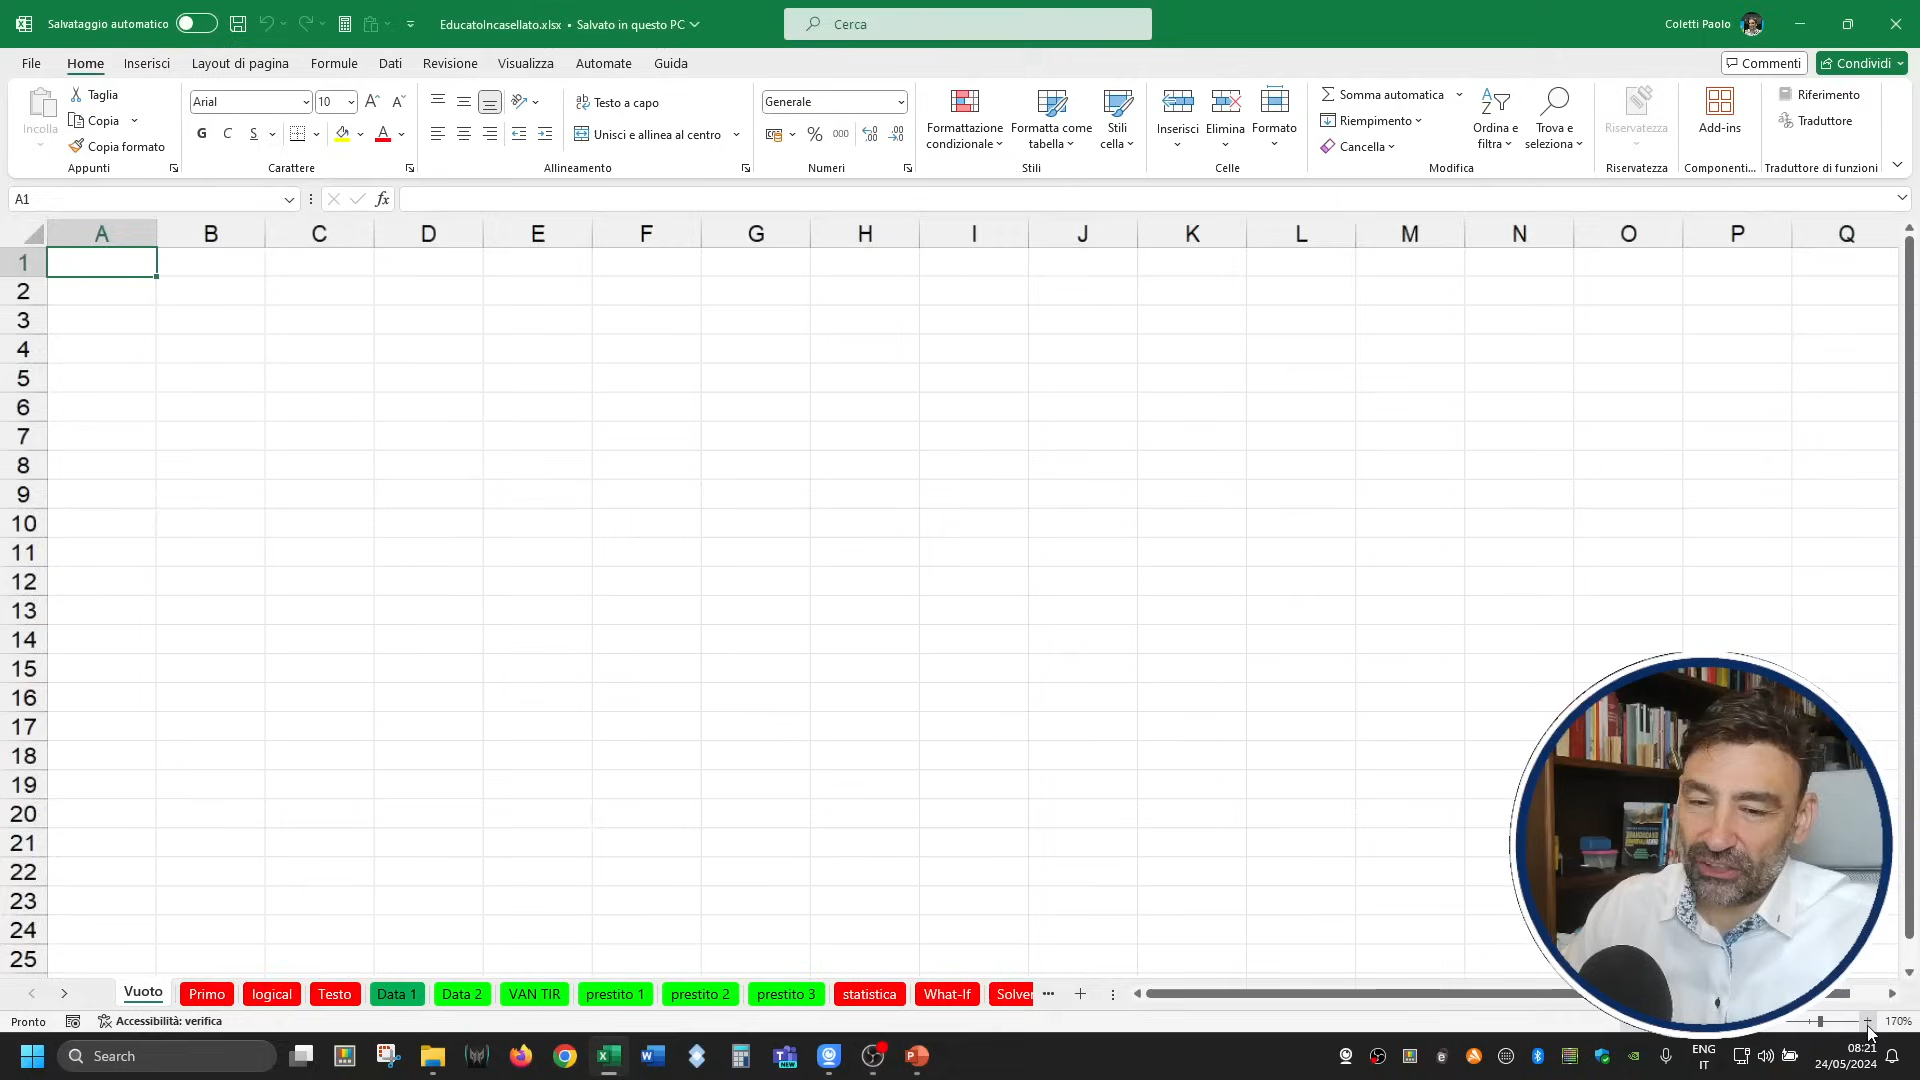 Salvataggio automatico
EducatoIncasellato.xlsx • Salvato in questo PC
Cerca
Coletti Paolo
File Home Inserisci Layout di pagina Formule Dati Revisione Visualizza Automate Guida
Commenti Condividi
Incolla
Taglia
Copia
Copia formato
Appunti
Arial 10
G C S
Carattere
Testo a capo
Unisci e allinea al centro
Allineamento
Generale
% 000
Numeri
Formattazione condizionale
Formatta come tabella
Stili cella
Stili
Inserisci Elimina Formato
Celle
Somma automatica
Riempimento
Cancella
Ordina e filtra
Trova e seleziona
Modifica
Riservatezza
Riservatezza
Add-ins
Componenti...
Riferimento
Traduttore
Traduttore di funzioni
A1
fx
A B C D E F G H I J K L M N O P Q
1
2
3
4
5
6
7
8
9
10
11
12
13
14
15
16
17
18
19
20
21
22
23
24
25
Vuoto Primo logical Testo Data 1 Data 2 VAN TIR prestito 1 prestito 2 prestito 3 statistica What-If Solver
Pronto
Accessibilità: verifica
170%
Search
NEW
ENG
IT
08:21
24/05/2024